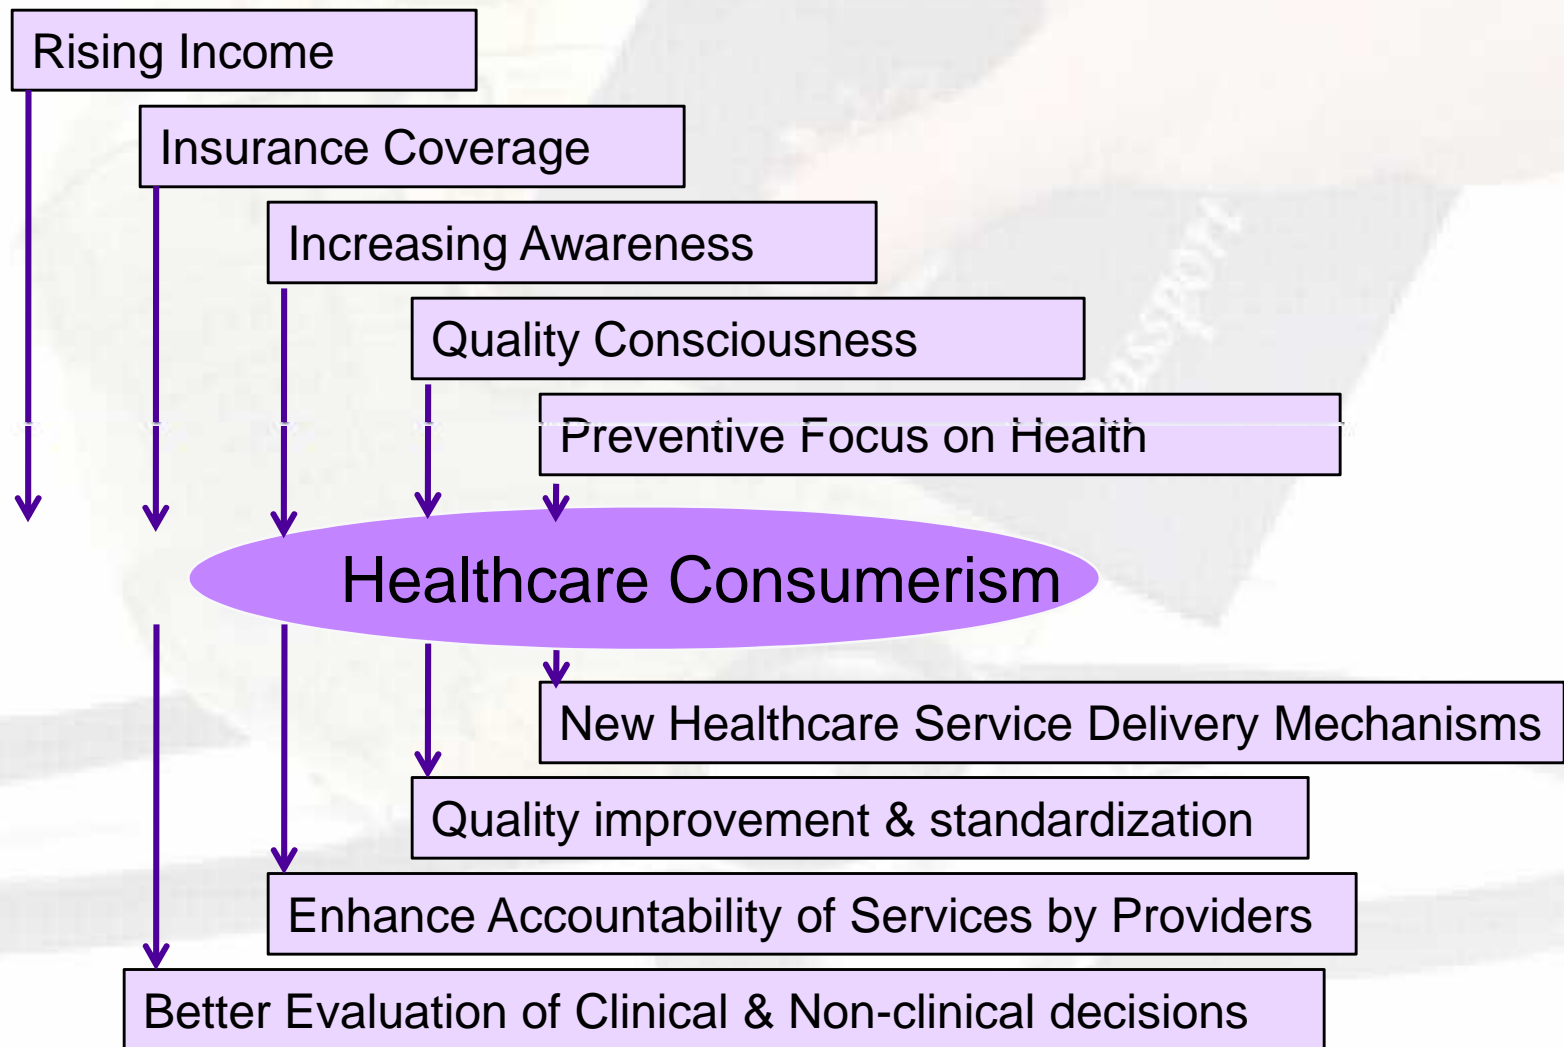 Rising Income
Insurance Coverage
Increasing Awareness
Quality Consciousness
Preventive Focus on Health
Healthcare Consumerism
New Healthcare Service Delivery Mechanisms
Quality improvement & standardization
Enhance Accountability of Services by Providers
Better Evaluation of Clinical & Non-clinical decisions